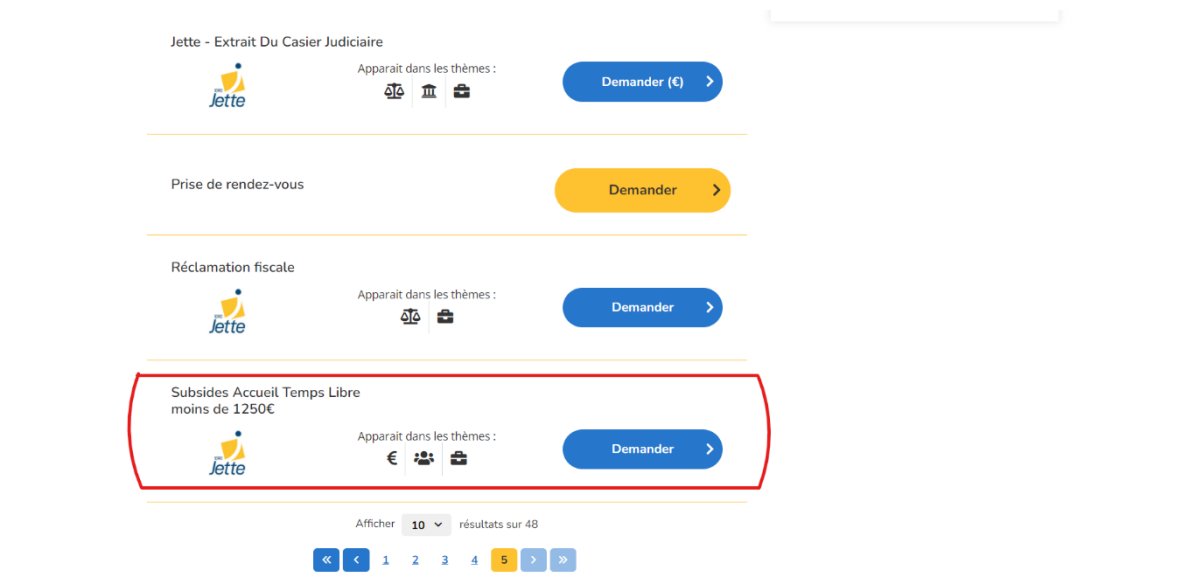 Jette - Extrait Du Casier Judiciaire
Apparait dans les thèmes :
Jette
Demander (€)
Prise de rendez-vous
Demander
Réclamation fiscale
Apparait dans les thèmes :
Jette
Demander
Subsides Accueil Temps Libre
moins de 1250€
Apparait dans les thèmes :
Jette
€
Demander
Afficher 10 résultats sur 48
« ‹ 1 2 3 4 5 › »